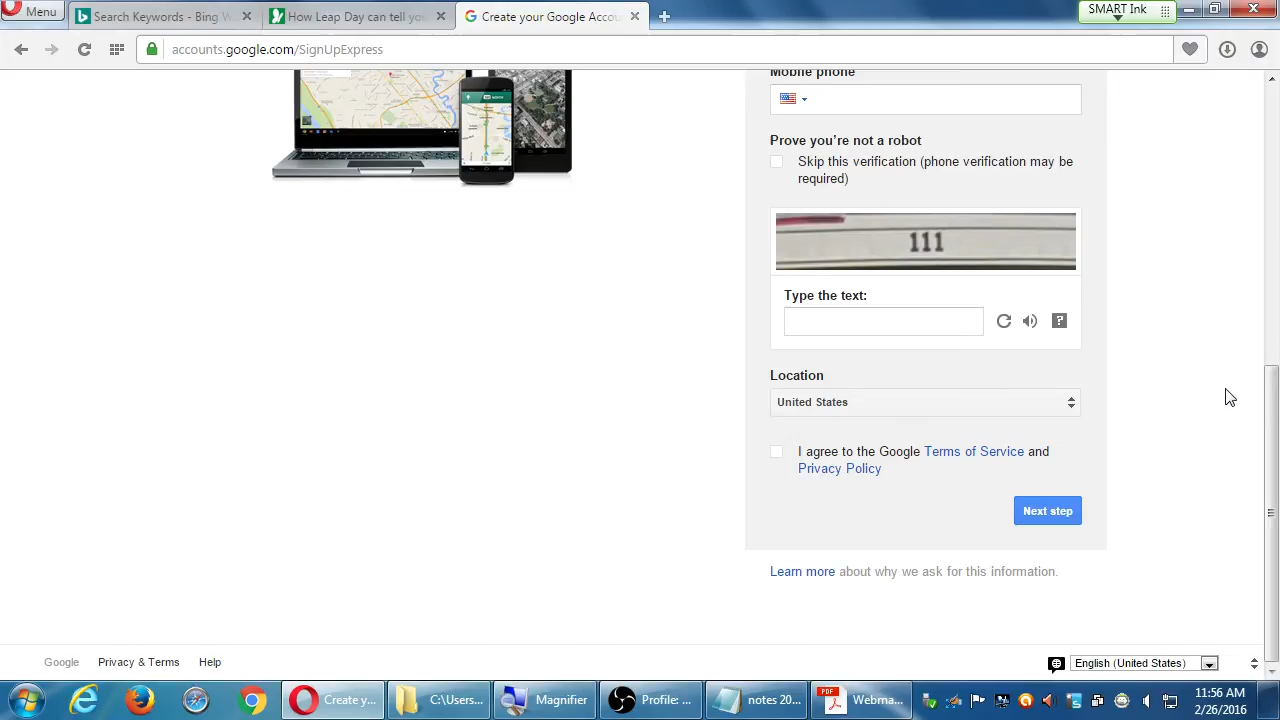 Menu
Search Keywords - Bing W
How Leap Day can tell yo
Create your Google Accou
SMART Ink
accounts.google.com/SignUpExpress
Mobile phone
Prove you're not a robot
Skip this verification (phone verification may be
required)
111
Type the text:
?
Location
United States
I agree to the Google Terms of Service and
Privacy Policy
Next step
Learn more about why we ask for this information.
Google Privacy & Terms Help
English (United States)
Create y... C:\Users... Magnifier Profile: ... notes 20... PDF Webma... 11:56 AM
2/26/2016